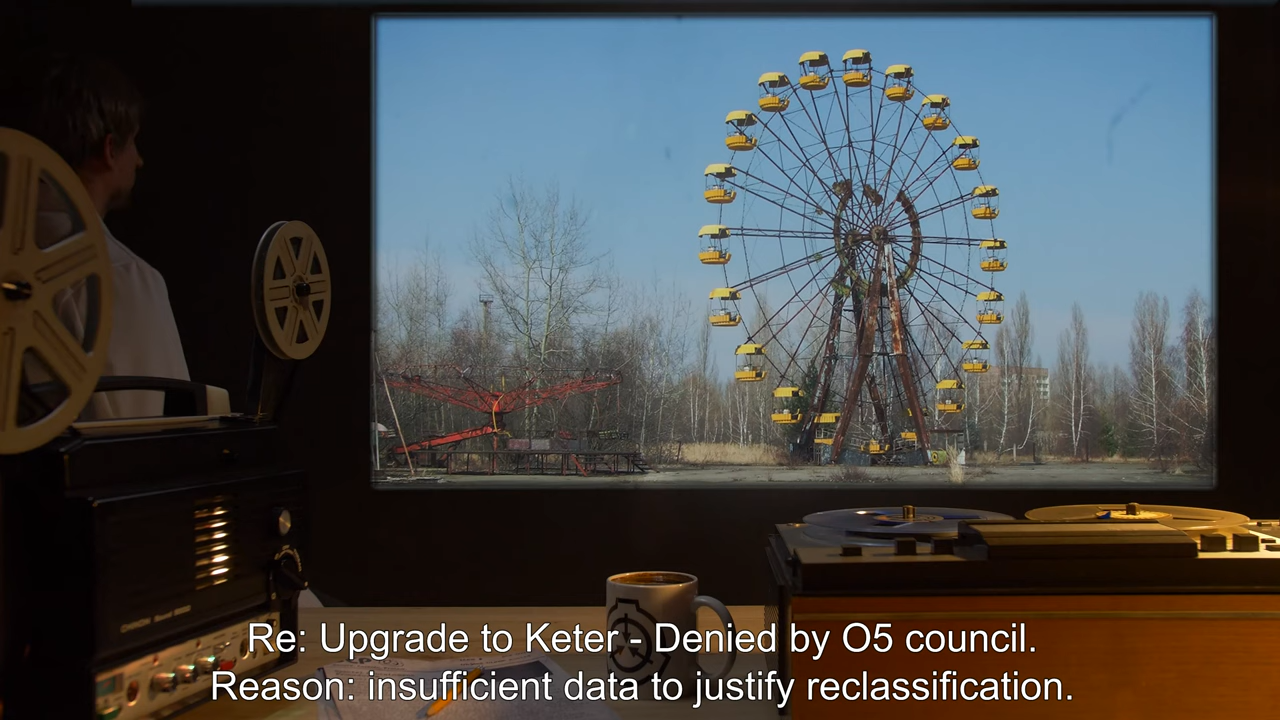 Re: Upgrade to Keter - Denied by O5 council.
Reason: insufficient data to justify reclassification.